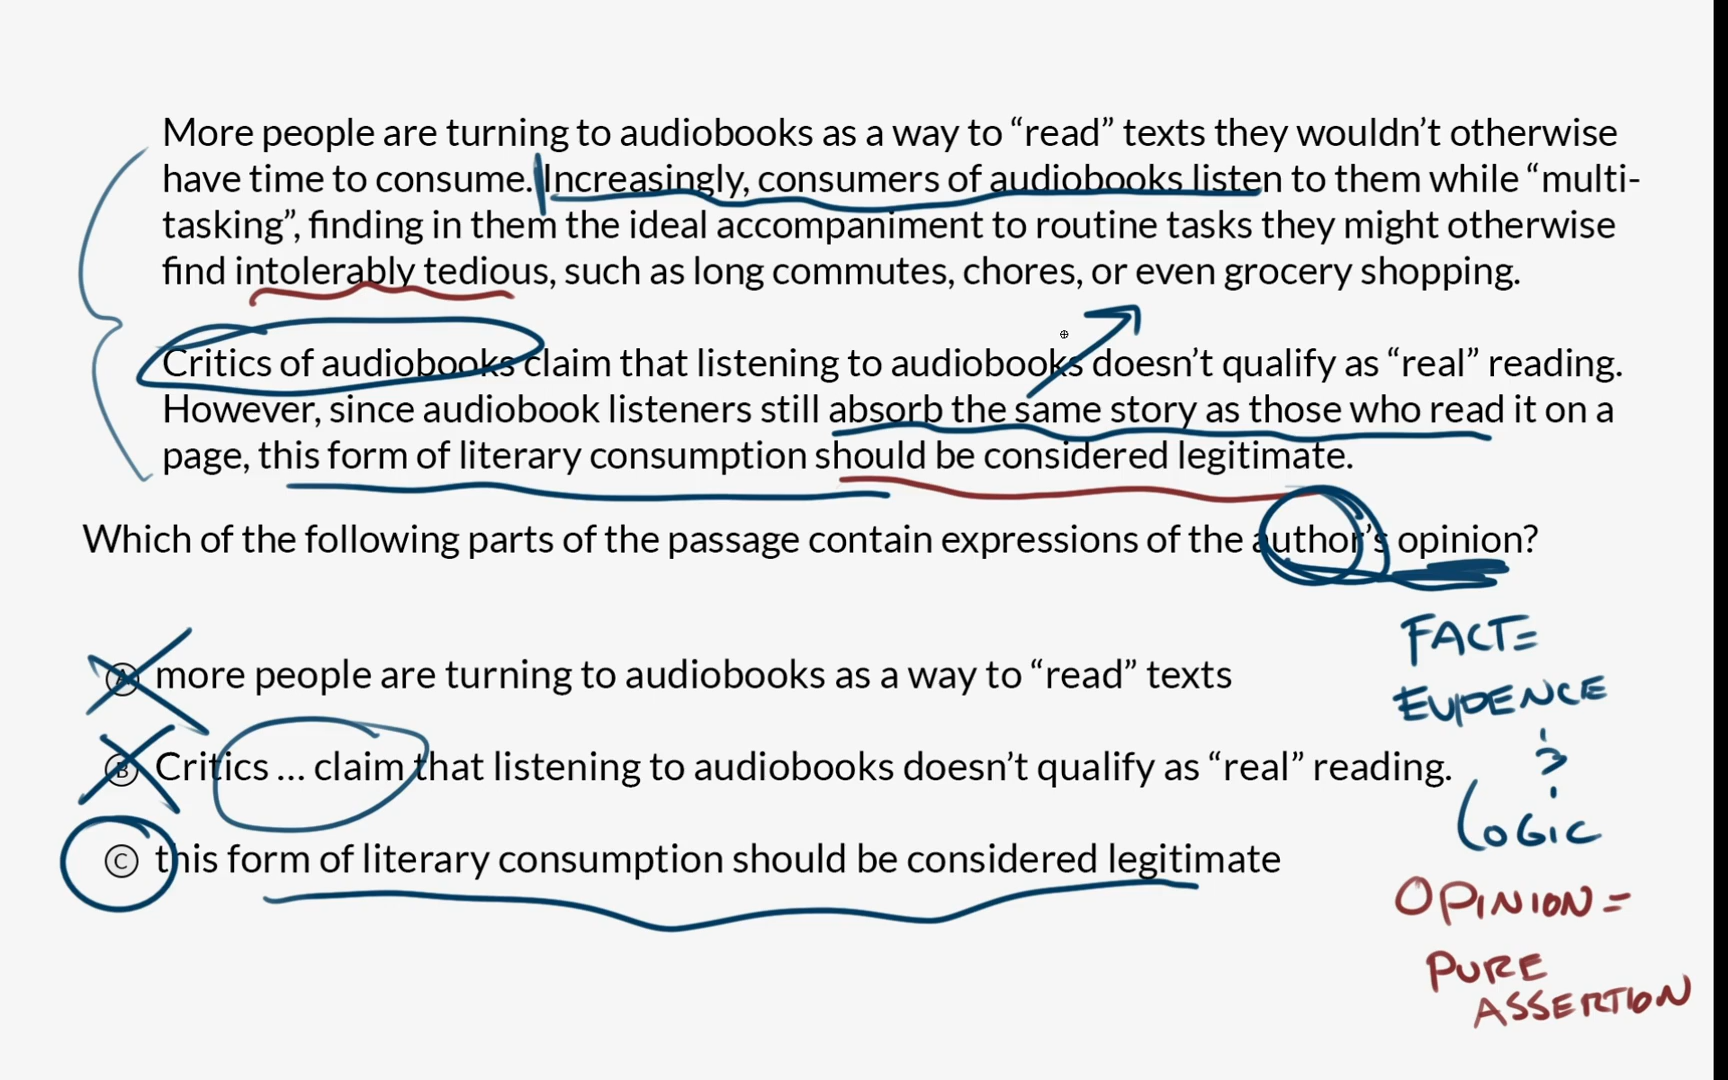 More people are turning to audiobooks as a way to “read” texts they wouldn’t otherwise
have time to consume. Increasingly, consumers of audiobooks listen to them while “multi-
tasking”, finding in them the ideal accompaniment to routine tasks they might otherwise
find intolerably tedious, such as long commutes, chores, or even grocery shopping.
Critics of audiobooks claim that listening to audiobooks doesn’t qualify as “real” reading.
However, since audiobook listeners still absorb the same story as those who read it on a
page, this form of literary consumption should be considered legitimate.
Which of the following parts of the passage contain expressions of the author’s opinion?
A more people are turning to audiobooks as a way to “read” texts
B Critics ... claim that listening to audiobooks doesn’t qualify as “real” reading.
C this form of literary consumption should be considered legitimate
FACT=
EVIDENCE
&
LOGIC
OPINION=
PURE
ASSERTION